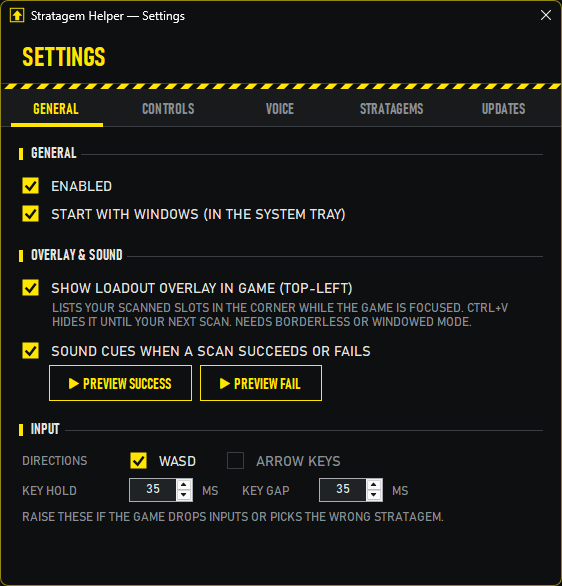 Stratagem Helper — Settings
SETTINGS
GENERAL CONTROLS VOICE STRATAGEMS UPDATES
GENERAL
ENABLED
START WITH WINDOWS (IN THE SYSTEM TRAY)
OVERLAY & SOUND
SHOW LOADOUT OVERLAY IN GAME (TOP-LEFT)
LISTS YOUR SCANNED SLOTS IN THE CORNER WHILE THE GAME IS FOCUSED. CTRL+V
HIDES IT UNTIL YOUR NEXT SCAN. NEEDS BORDERLESS OR WINDOWED MODE.
SOUND CUES WHEN A SCAN SUCCEEDS OR FAILS
▶ PREVIEW SUCCESS ▶ PREVIEW FAIL
INPUT
DIRECTIONS WASD ARROW KEYS
KEY HOLD 35 MS KEY GAP 35 MS
RAISE THESE IF THE GAME DROPS INPUTS OR PICKS THE WRONG STRATAGEM.